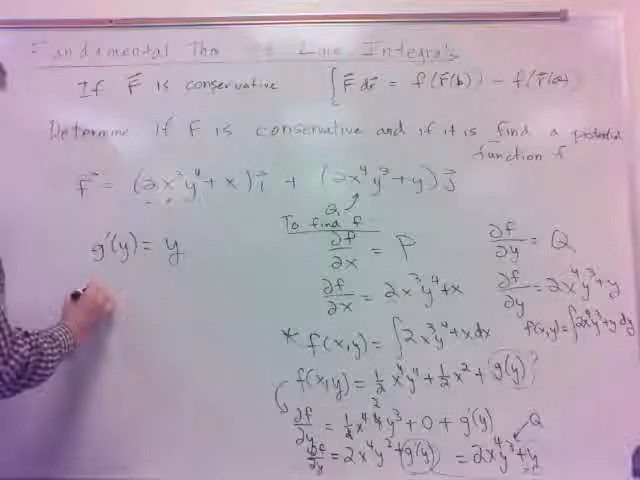 Fundamental Thm of Line Integrals
If F⃗ is conservative ∫_C F⃗·dr⃗ = f(r⃗(b)) - f(r⃗(a))
Determine if F is conservative and if it is find a potential
function f
F⃗ = (2x³y⁴+x)i⃗ + (2x⁴y³+y)j⃗
Q
To find f
∂f/∂x = P ∂f/∂y = Q
g'(y) = y
∂f/∂x = 2x³y⁴+x ∂f/∂y = 2x⁴y³+y
* f(x,y) = ∫2x³y⁴+x dx f(x,y) = ∫2x⁴y³+y dy
f(x,y) = 1/2 x⁴y⁴ + 1/2 x² + g(y)?
∂f/∂y = 1/2 x⁴ 4y³ + 0 + g'(y) Q
∂f/∂y = 2x⁴y³ + g'(y) = 2x⁴y³ + y